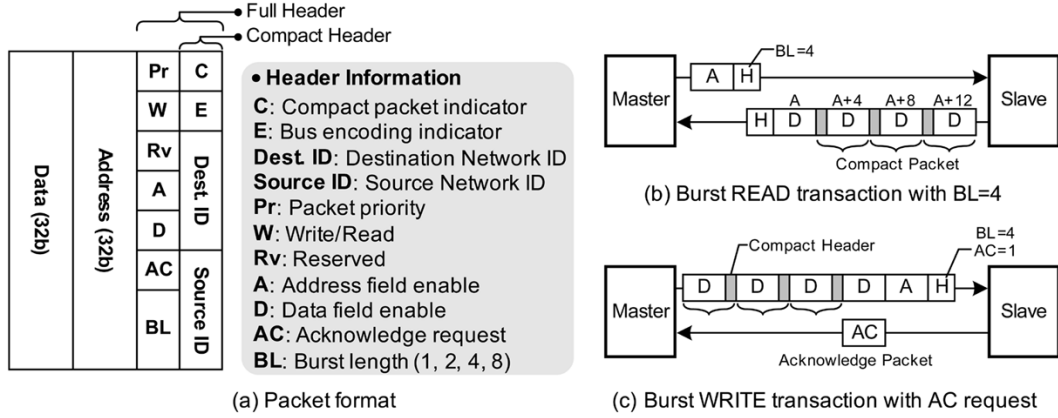 Full Header
Compact Header
Data (32b)
Address (32b)
Pr
C
W
E
Rv
A
D
Dest. ID
AC
BL
Source ID
• Header Information
C: Compact packet indicator
E: Bus encoding indicator
Dest. ID: Destination Network ID
Source ID: Source Network ID
Pr: Packet priority
W: Write/Read
Rv: Reserved
A: Address field enable
D: Data field enable
AC: Acknowledge request
BL: Burst length (1, 2, 4, 8)
(a) Packet format
BL=4
Master
A H
Slave
A A+4 A+8 A+12
H D D D D
Compact Packet
(b) Burst READ transaction with BL=4
Compact Header
BL=4
AC=1
Master
D D D D A H
Slave
AC
Acknowledge Packet
(c) Burst WRITE transaction with AC request